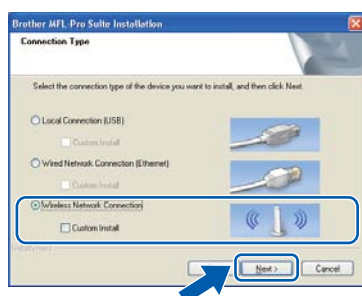 Brother MFL-Pro Suite Installation
Connection Type
Select the connection type of the device you want to install, and then click Next.
Local Connection (USB)
Custom Install
Wired Network Connection (Ethernet)
Custom Install
Wireless Network Connection
Custom Install
InstallShield
Next >
Cancel